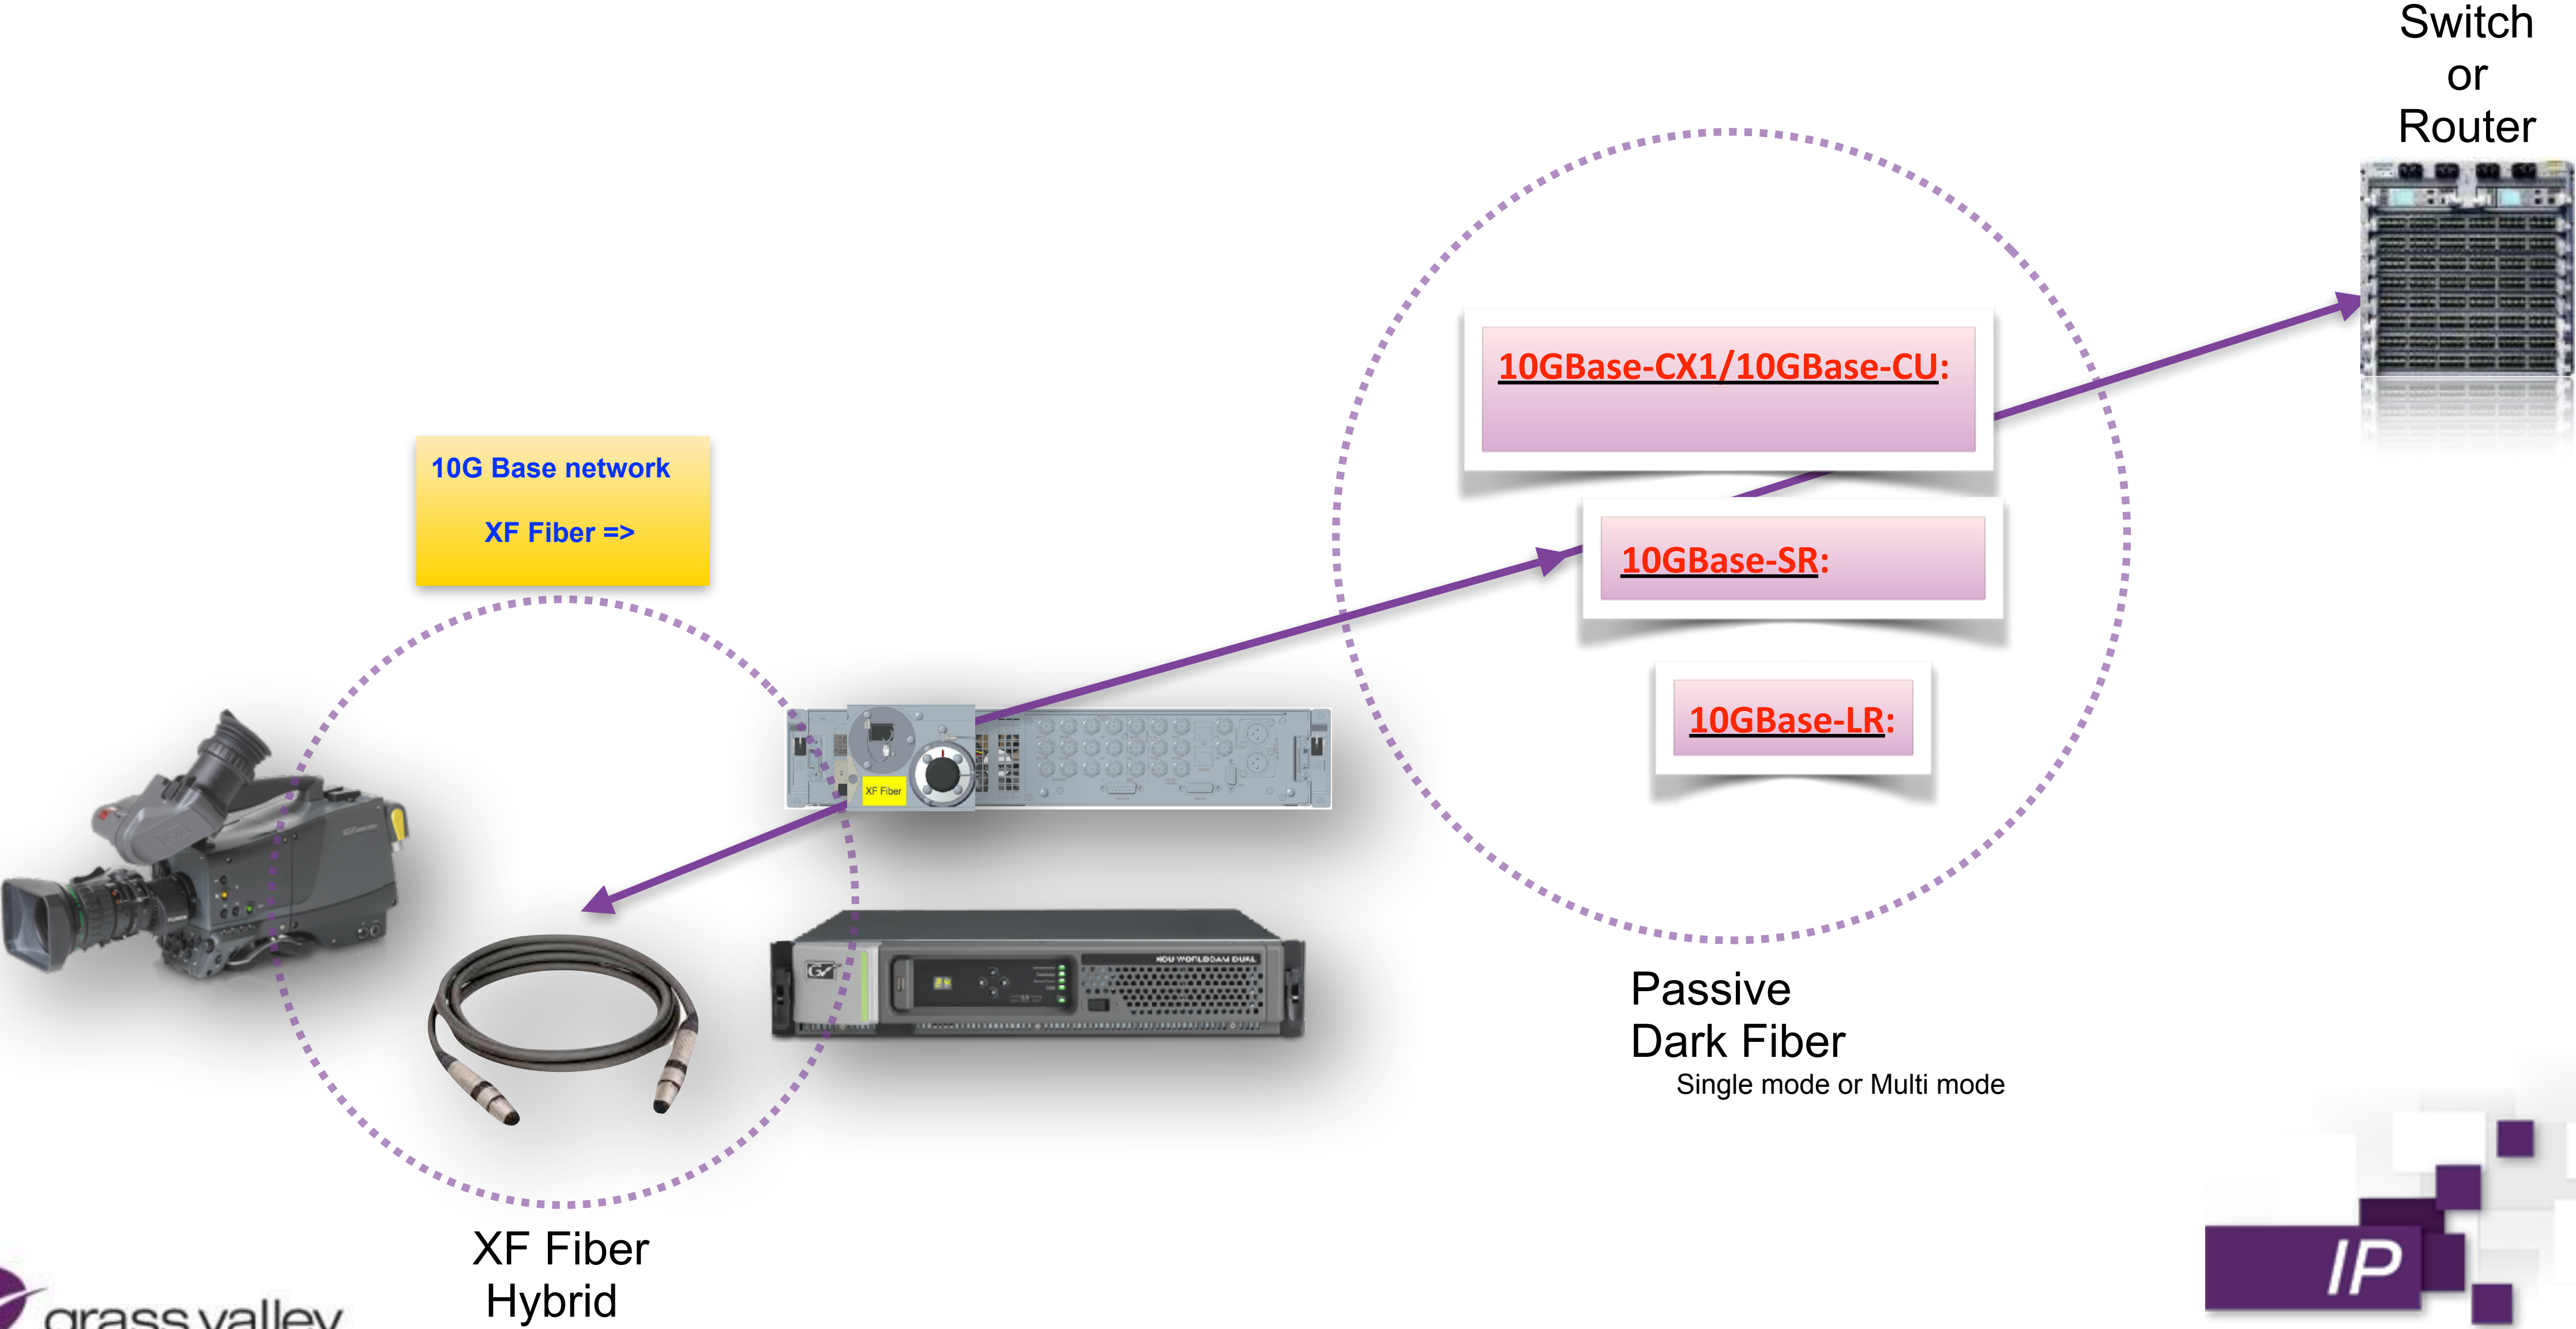 Switch
or
Router
10GBase-CX1/10GBase-CU:
10G Base network
XF Fiber =>
10GBase-SR:
10GBase-LR:
XF Fiber
Passive
Dark Fiber
Single mode or Multi mode
XF Fiber
Hybrid
IP
grass valley